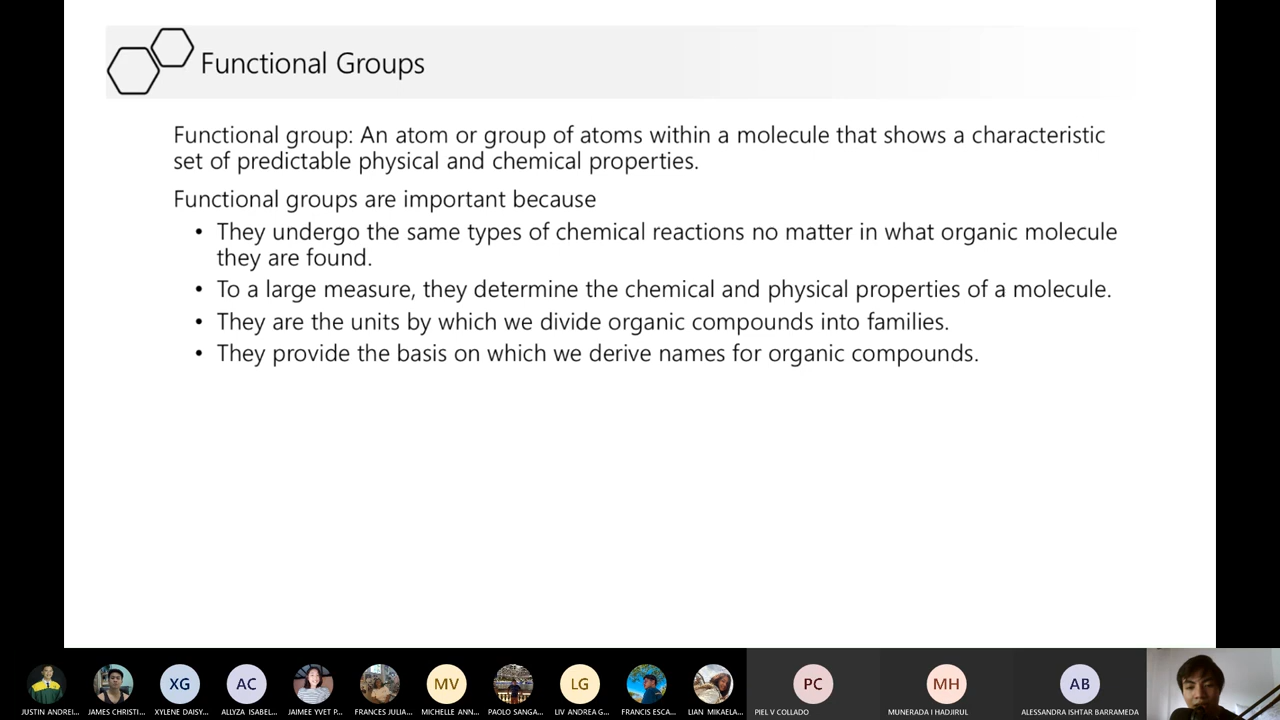 Functional Groups
Functional group: An atom or group of atoms within a molecule that shows a characteristic
set of predictable physical and chemical properties.
Functional groups are important because
• They undergo the same types of chemical reactions no matter in what organic molecule
they are found.
• To a large measure, they determine the chemical and physical properties of a molecule.
• They are the units by which we divide organic compounds into families.
• They provide the basis on which we derive names for organic compounds.
XG AC MV LG PC MH AB
JUSTIN ANDREI... JAMES CHRISTI... XYLENE DAISY... ALLYZA ISABEL... JAIMEE YVET P... FRANCES JULIA... MICHELLE ANN... PAOLO SANGA... LIV ANDREA G... FRANCIS ESCA... LIAN MIKAELA... PIEL V COLLADO MUNERADA I HADJIRUL ALESSANDRA ISHTAR BARRAMEDA